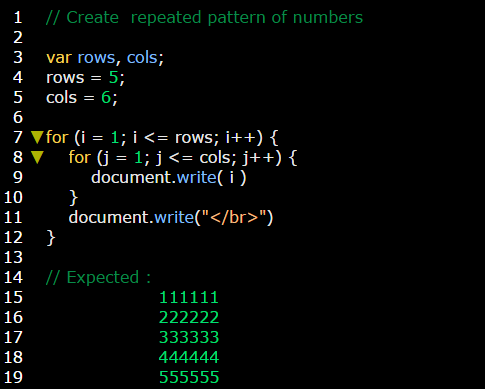 1 // Create  repeated pattern of numbers
2
3 var rows, cols;
4 rows = 5;
5 cols = 6;
6
7 ▼for (i = 1; i <= rows; i++) {
8 ▼   for (j = 1; j <= cols; j++) {
9         document.write( i )
10     }
11     document.write("</br>")
12 }
13
14 // Expected :
15                111111
16                222222
17                333333
18                444444
19                555555